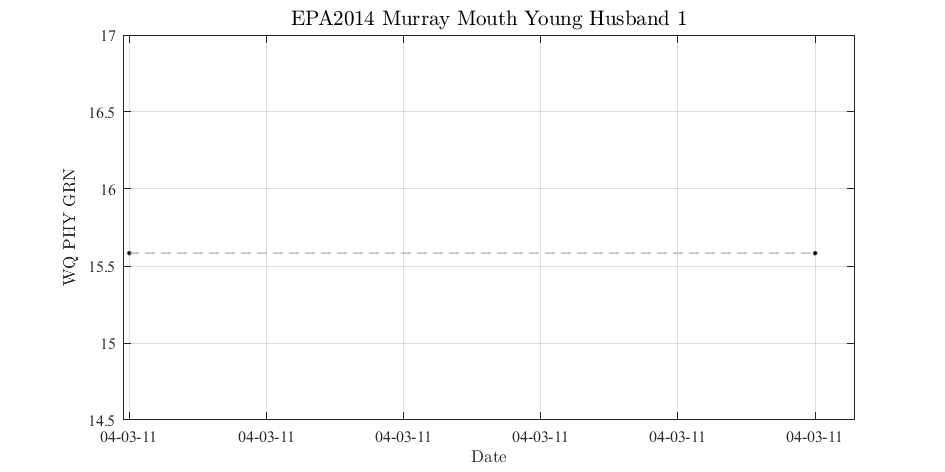 EPA2014 Murray Mouth Young Husband 1
17
16.5
16
15.5
15
14.5
WQ PHY GRN
04-03-11 04-03-11 04-03-11 04-03-11 04-03-11 04-03-11
Date